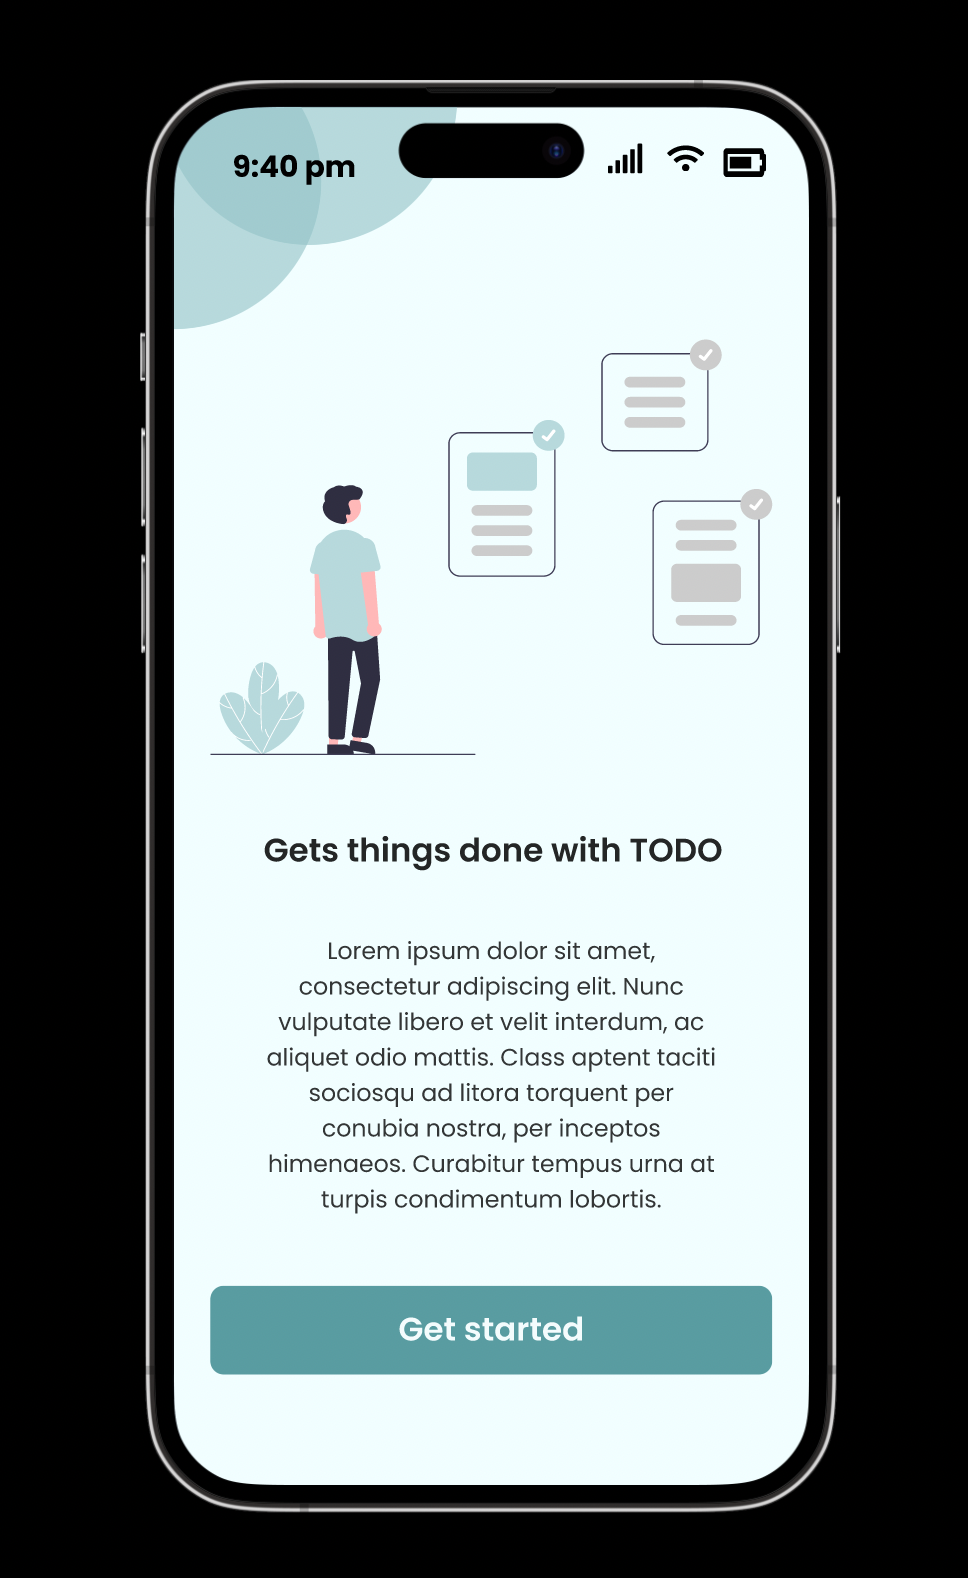 9:40 pm
Gets things done with TODO
Lorem ipsum dolor sit amet,
consectetur adipiscing elit. Nunc
vulputate libero et velit interdum, ac
aliquet odio mattis. Class aptent taciti
sociosqu ad litora torquent per
conubia nostra, per inceptos
himenaeos. Curabitur tempus urna at
turpis condimentum lobortis.
Get started